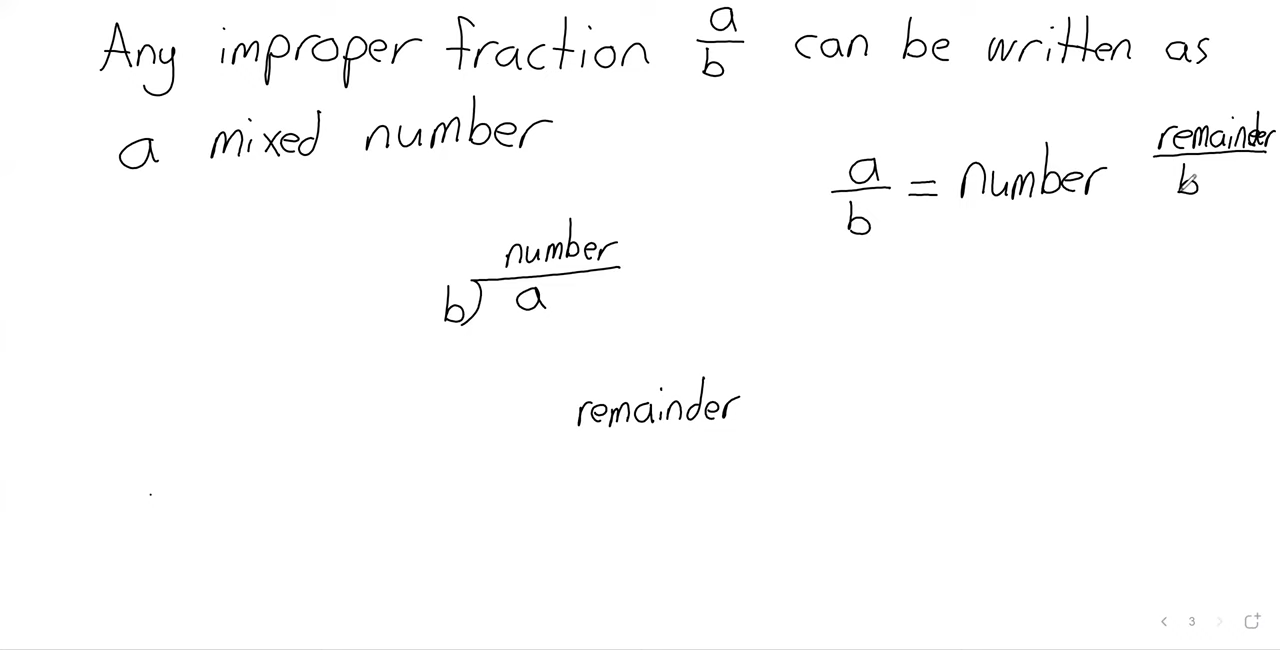 Any improper fraction a/b can be written as
a mixed number
a/b = number remainder/b
number
b) a
remainder
< 3 >